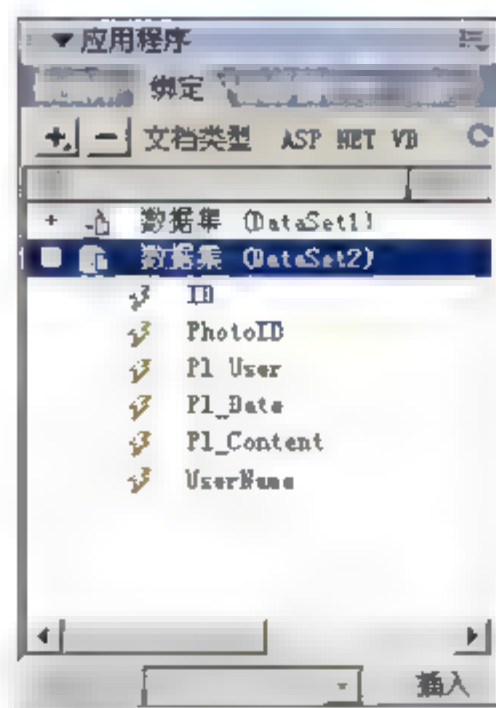 应用程序
绑定
文档类型 ASP NET VB
数据集 (DataSet1)
数据集 (DataSet2)
ID
PhotoID
Pl User
Pl_Date
Pl_Content
UserName
插入